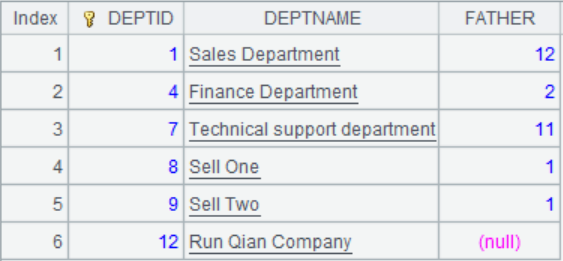 Index DEPTID DEPTNAME FATHER
1 1 Sales Department 12
2 4 Finance Department 2
3 7 Technical support department 11
4 8 Sell One 1
5 9 Sell Two 1
6 12 Run Qian Company (null)